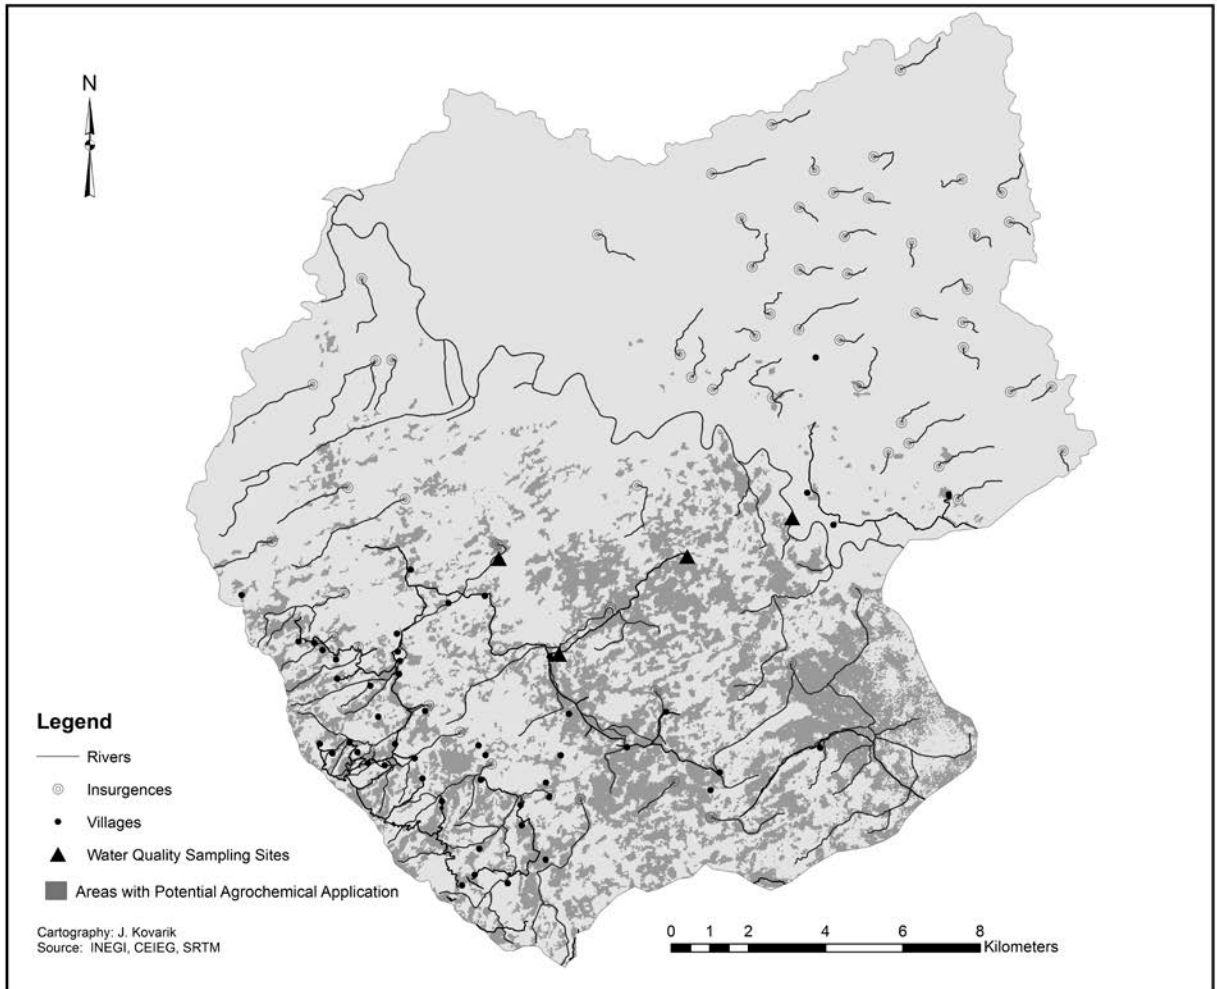 N
Legend
Rivers
Insurgences
Villages
Water Quality Sampling Sites
Areas with Potential Agrochemical Application
Cartography: J. Kovarik
Source: INEGI, CEIEG, SRTM
0 1 2 4 6 8
Kilometers